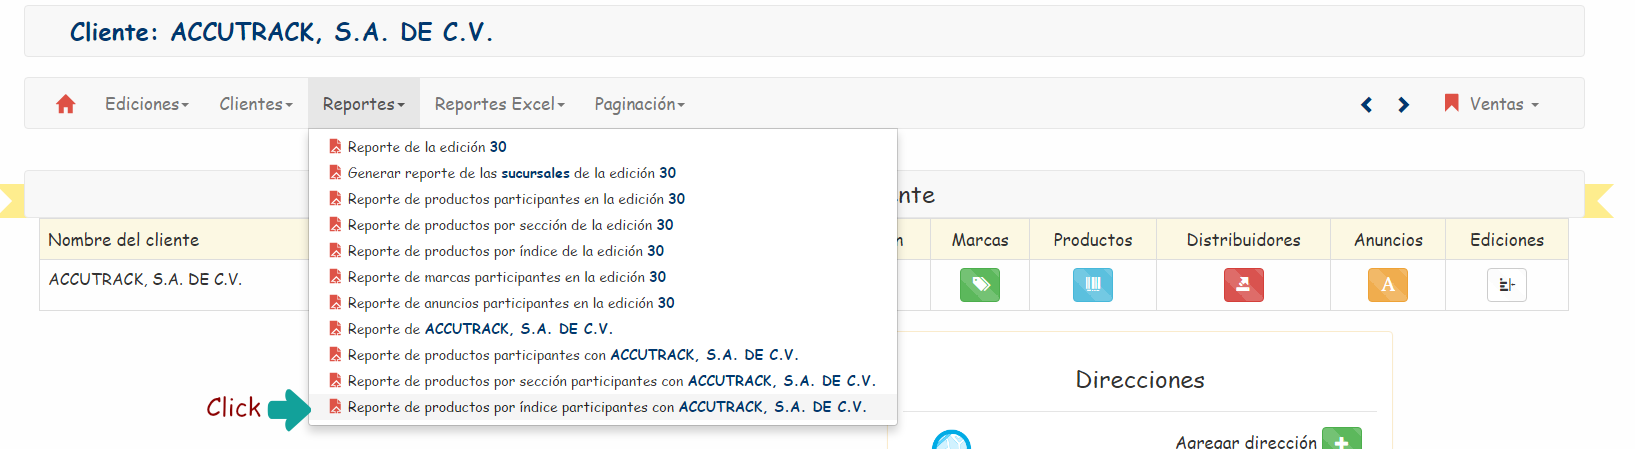 Cliente: ACCUTRACK, S.A. DE C.V.
Ediciones Clientes Reportes Reportes Excel Paginación Ventas
Reporte de la edición 30
Generar reporte de las sucursales de la edición 30
Reporte de productos participantes en la edición 30
Reporte de productos por sección de la edición 30
Reporte de productos por índice de la edición 30
Reporte de marcas participantes en la edición 30
Reporte de anuncios participantes en la edición 30
Reporte de ACCUTRACK, S.A. DE C.V.
Reporte de productos participantes con ACCUTRACK, S.A. DE C.V.
Reporte de productos por sección participantes con ACCUTRACK, S.A. DE C.V.
Click
Reporte de productos por índice participantes con ACCUTRACK, S.A. DE C.V.
nte
Nombre del cliente n Marcas Productos Distribuidores Anuncios Ediciones
ACCUTRACK, S.A. DE C.V. A
Direcciones
Agregar dirección